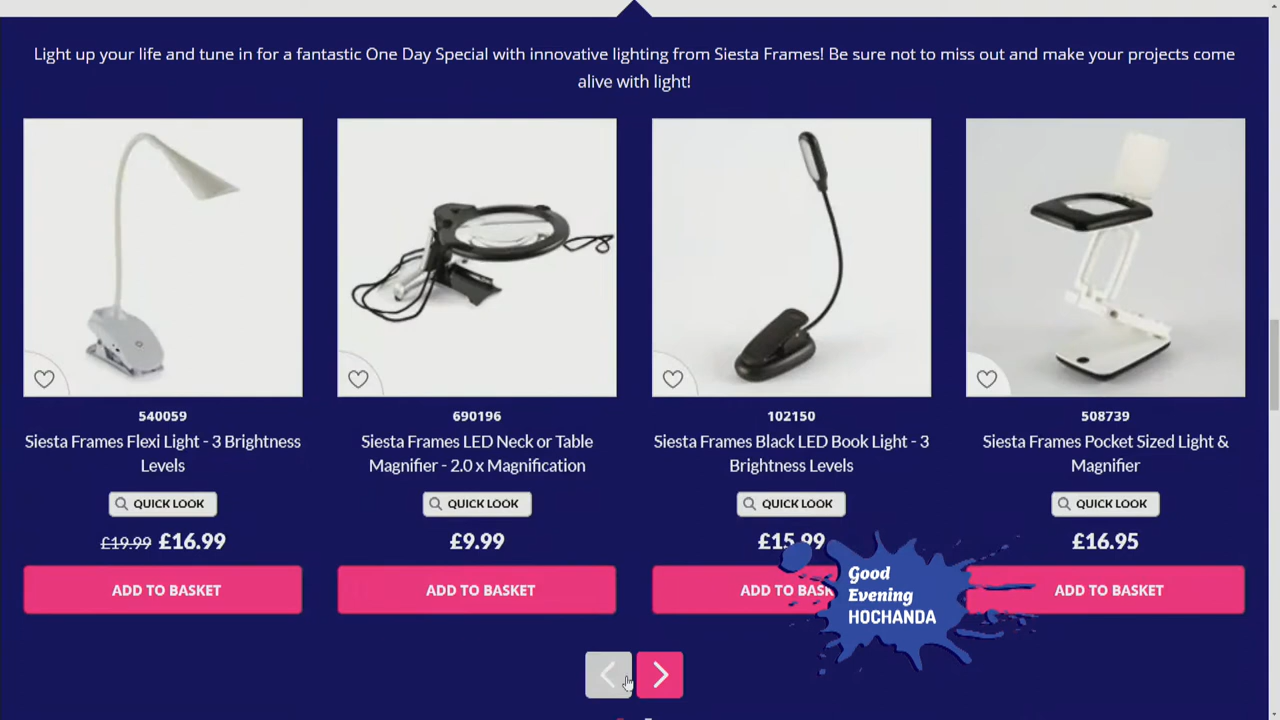 Light up your life and tune in for a fantastic One Day Special with innovative lighting from Siesta Frames! Be sure not to miss out and make your projects come
alive with light!
540059
Siesta Frames Flexi Light - 3 Brightness
Levels
QUICK LOOK
£19.99 £16.99
ADD TO BASKET
690196
Siesta Frames LED Neck or Table
Magnifier - 2.0 x Magnification
QUICK LOOK
£9.99
ADD TO BASKET
102150
Siesta Frames Black LED Book Light - 3
Brightness Levels
QUICK LOOK
£15.99
ADD TO BASK
508739
Siesta Frames Pocket Sized Light &
Magnifier
QUICK LOOK
£16.95
ADD TO BASKET
Good
Evening
HOCHANDA